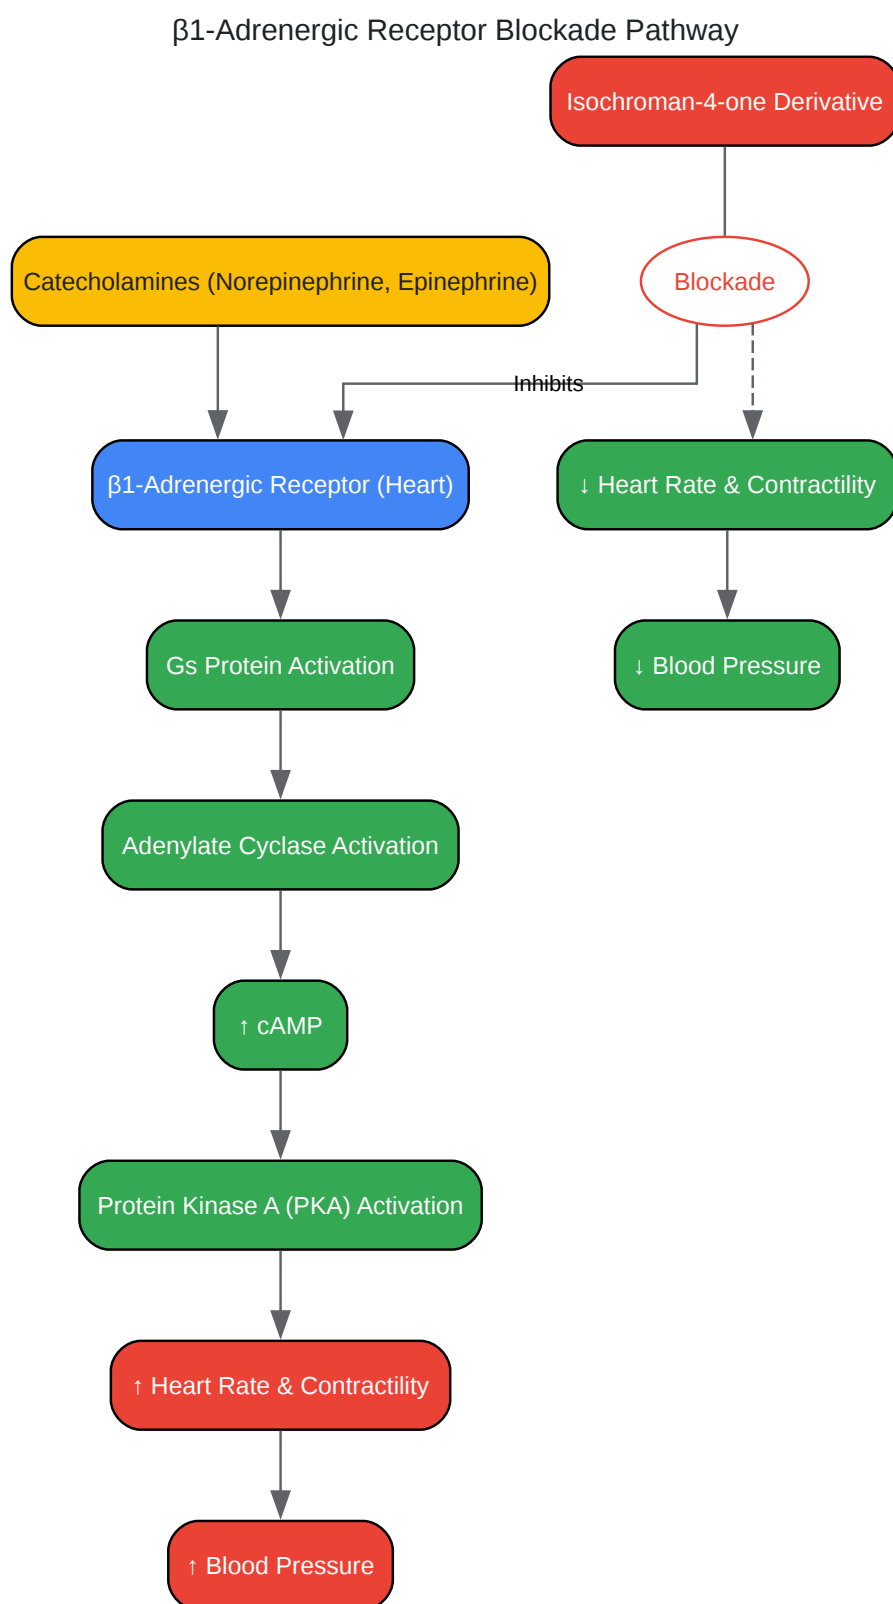 β1-Adrenergic Receptor Blockade Pathway
Isochroman-4-one Derivative
Catecholamines (Norepinephrine, Epinephrine)
Blockade
Inhibits
β1-Adrenergic Receptor (Heart)
↓ Heart Rate & Contractility
Gs Protein Activation
↓ Blood Pressure
Adenylate Cyclase Activation
↑ cAMP
Protein Kinase A (PKA) Activation
↑ Heart Rate & Contractility
↑ Blood Pressure